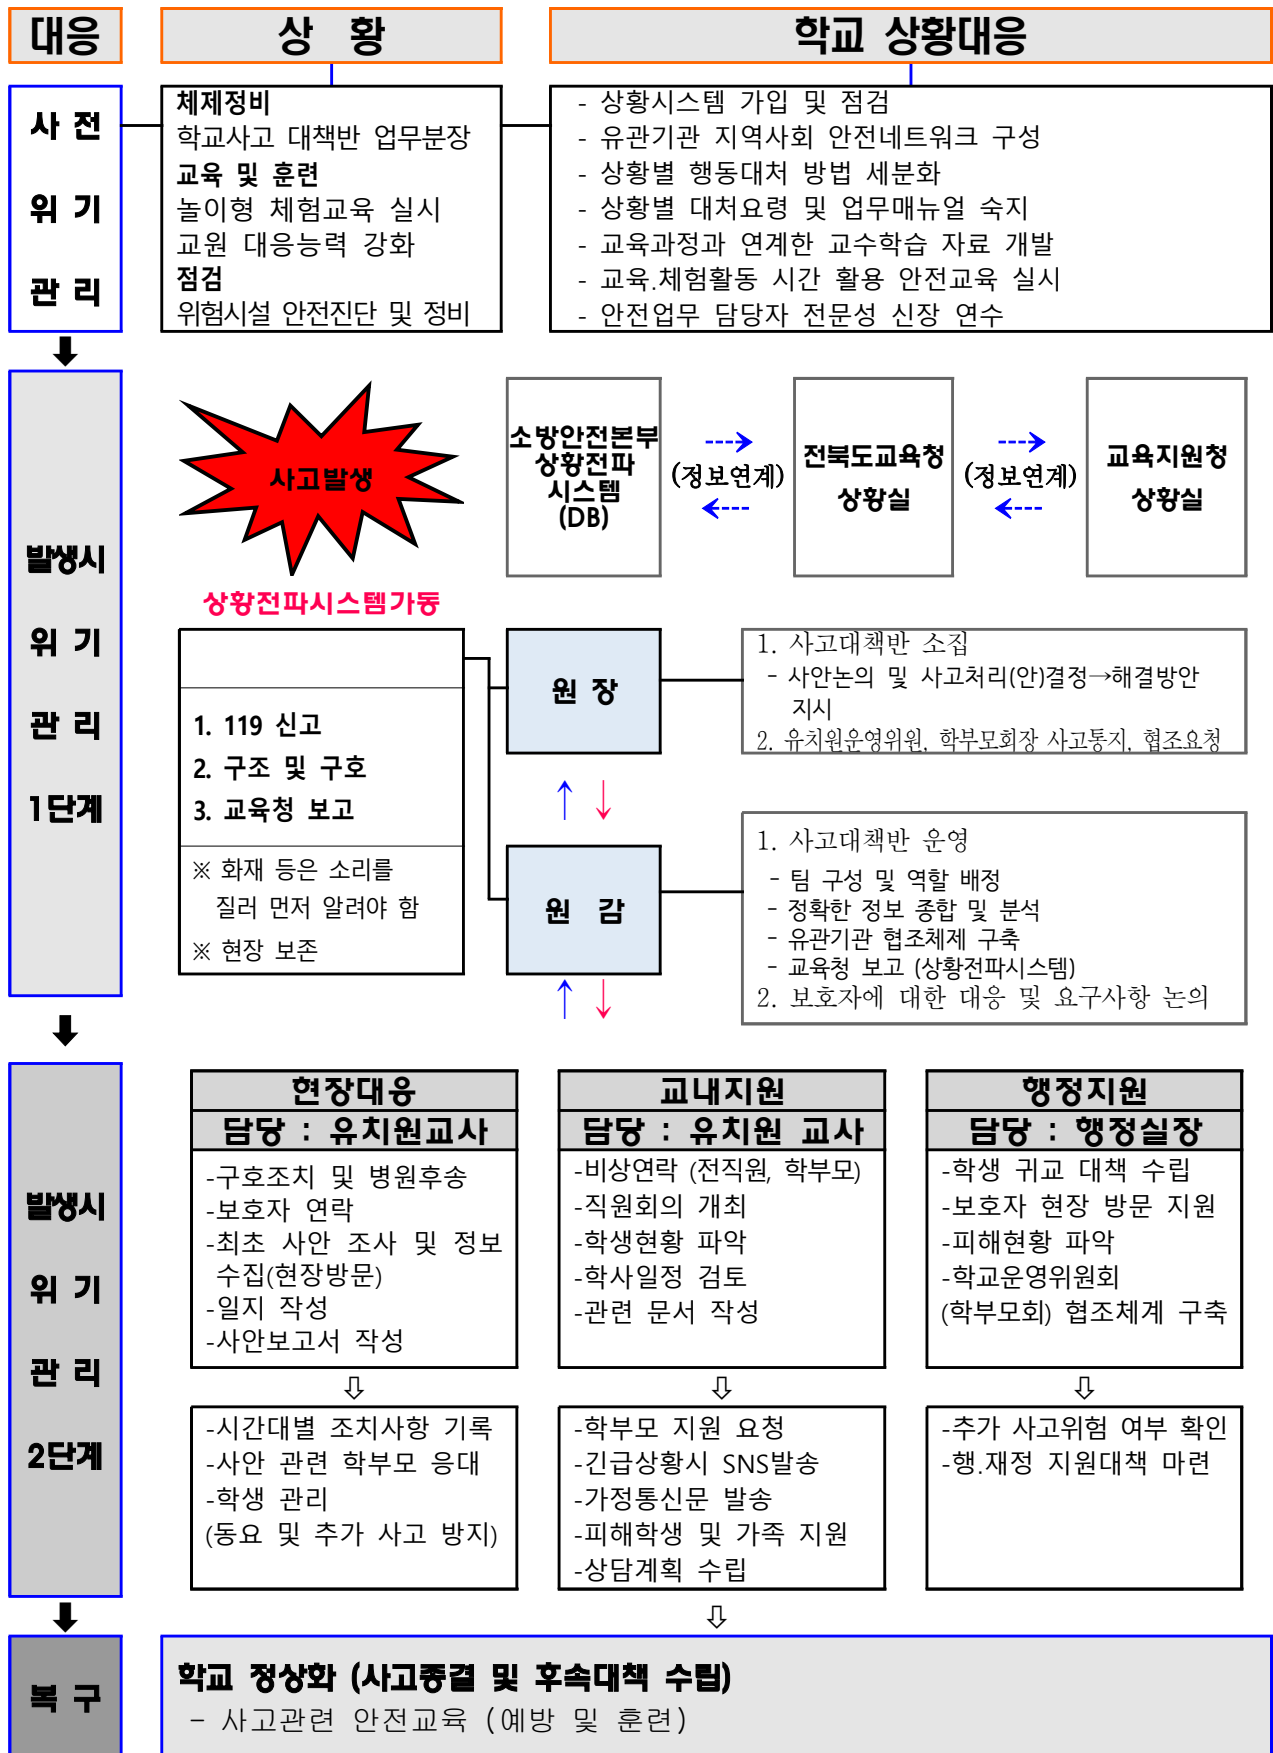 대응
상 황
학교 상황대응
사 전
위 기
관 리
체제정비
학교사고 대책반 업무분장
교육 및 훈련
놀이형 체험교육 실시
교원 대응능력 강화
점검
위험시설 안전진단 및 정비
- 상황시스템 가입 및 점검
- 유관기관 지역사회 안전네트워크 구성
- 상황별 행동대처 방법 세분화
- 상황별 대처요령 및 업무매뉴얼 숙지
- 교육과정과 연계한 교수학습 자료 개발
- 교육.체험활동 시간 활용 안전교육 실시
- 안전업무 담당자 전문성 신장 연수
발생시
위 기
관 리
1단계
사고발생
상황전파시스템가동
소방안전본부
상황전파
시스템
(DB)
(정보연계)
전북도교육청
상황실
(정보연계)
교육지원청
상황실
1. 119 신고
2. 구조 및 구호
3. 교육청 보고
※ 화재 등은 소리를
질러 먼저 알려야 함
※ 현장 보존
원 장
1. 사고대책반 소집
- 사안논의 및 사고처리(안)결정→해결방안
지시
2. 유치원운영위원, 학부모회장 사고통지, 협조요청
원 감
1. 사고대책반 운영
- 팀 구성 및 역할 배정
- 정확한 정보 종합 및 분석
- 유관기관 협조체제 구축
- 교육청 보고 (상황전파시스템)
2. 보호자에 대한 대응 및 요구사항 논의
발생시
위 기
관 리
2단계
현장대응
담당 : 유치원교사
-구호조치 및 병원후송
-보호자 연락
-최초 사안 조사 및 정보
수집(현장방문)
-일지 작성
-사안보고서 작성
⇩
-시간대별 조치사항 기록
-사안 관련 학부모 응대
-학생 관리
(동요 및 추가 사고 방지)
교내지원
담당 : 유치원 교사
-비상연락 (전직원, 학부모)
-직원회의 개최
-학생현황 파악
-학사일정 검토
-관련 문서 작성
⇩
-학부모 지원 요청
-긴급상황시 SNS발송
-가정통신문 발송
-피해학생 및 가족 지원
-상담계획 수립
⇩
행정지원
담당 : 행정실장
-학생 귀교 대책 수립
-보호자 현장 방문 지원
-피해현황 파악
-학교운영위원회
(학부모회) 협조체계 구축
⇩
-추가 사고위험 여부 확인
-행.재정 지원대책 마련
복 구
학교 정상화 (사고종결 및 후속대책 수립)
- 사고관련 안전교육 (예방 및 훈련)